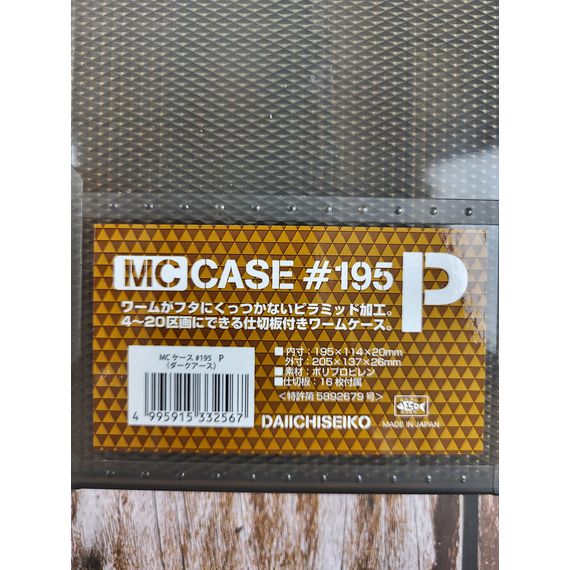 MC CASE #195 P
ワームがフタにくっつかないピラミッド加工。
4～20区画にできる仕切板付きワームケース。
MC ケース #195 P
(ダークアース)
4 995915 332567
■内寸：195×114×20mm
外寸：205×137×26mm
■素材：ポリプロピレン
■仕切板：16枚付属
＜特許第5892679号＞
DAIICHISEIKO
MADE IN JAPAN